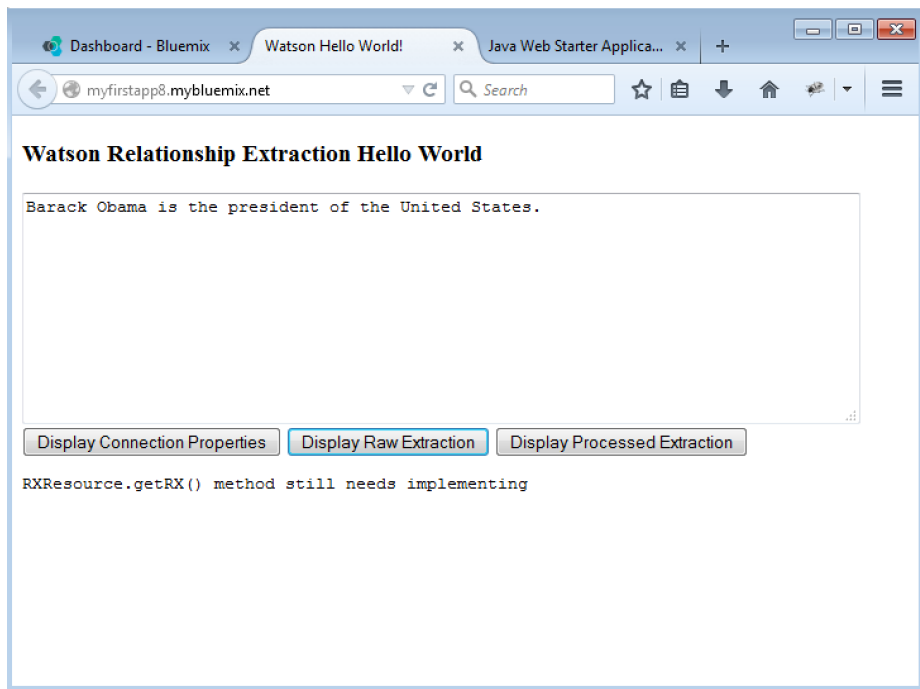 Dashboard - Bluemix
Watson Hello World!
Java Web Starter Applica...
myfirstapp8.mybluemix.net
Search
Watson Relationship Extraction Hello World
Barack Obama is the president of the United States.
Display Connection Properties
Display Raw Extraction
Display Processed Extraction
RXResource.getRX() method still needs implementing